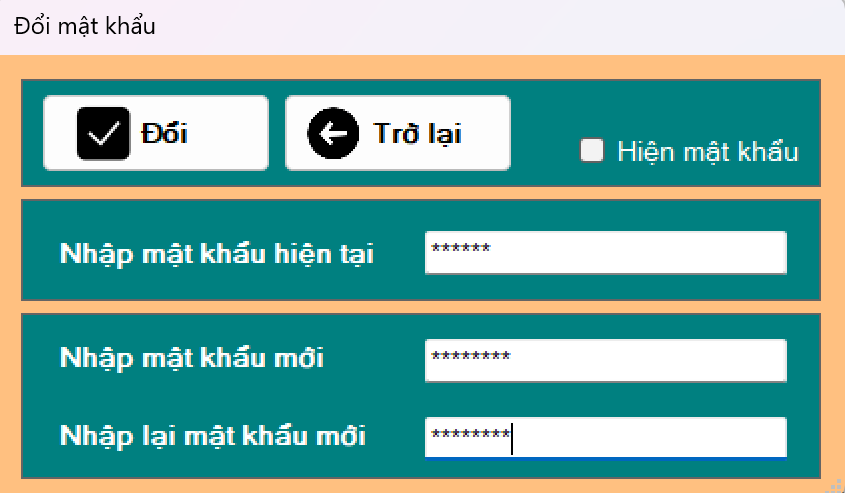 Đổi mật khẩu
Đổi
Trở lại
Hiện mật khẩu
Nhập mật khẩu hiện tại
******
Nhập mật khẩu mới
********
Nhập lại mật khẩu mới
********